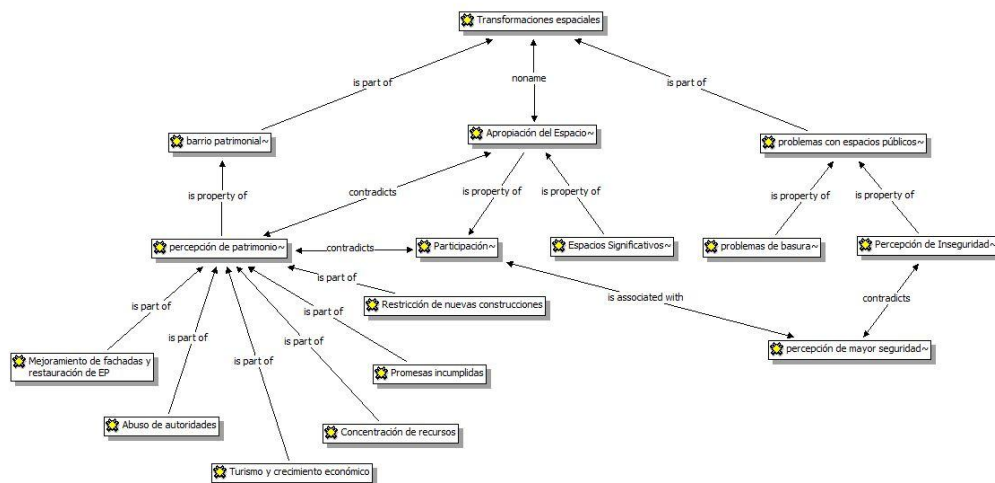 Transformaciones espaciales
is part of
noname
is part of
barrio patrimonial~
Apropiación del Espacio~
problemas con espacios públicos~
is property of
contradicts
is property of
is property of
is property of
is property of
percepción de patrimonio~
contradicts
Participación~
Espacios Significativos~
problemas de basura~
Percepción de Inseguridad~
is part of
Restricción de nuevas construcciones
is associated with
contradicts
is part of
is part of
is part of
is part of
is part of
percepción de mayor seguridad~
Mejoramiento de fachadas y
restauración de EP
Promesas incumplidas
Abuso de autoridades
Concentración de recursos
Turismo y crecimiento económico